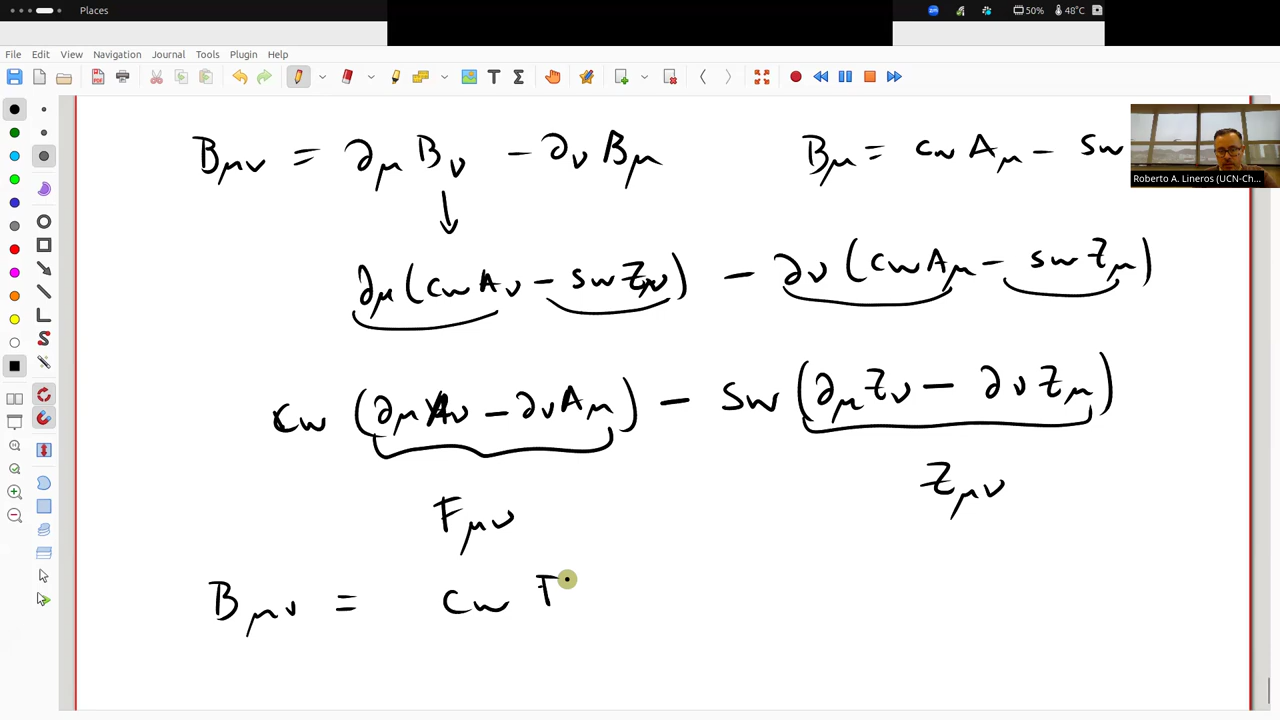 Places
50% 48°C
File Edit View Navigation Journal Tools Plugin Help
Bμν = ∂μ Bν − ∂ν Bμ Bμ = cw Aμ − sw
Roberto A. Lineros (UCN-Ch...
↓
∂μ(cw Aν − sw Zν) − ∂ν(cw Aμ − sw Zμ)
cw (∂μ Aν − ∂ν Aμ) − sw (∂μ Zν − ∂ν Zμ)
Fμν Zμν
Bμν = cw F